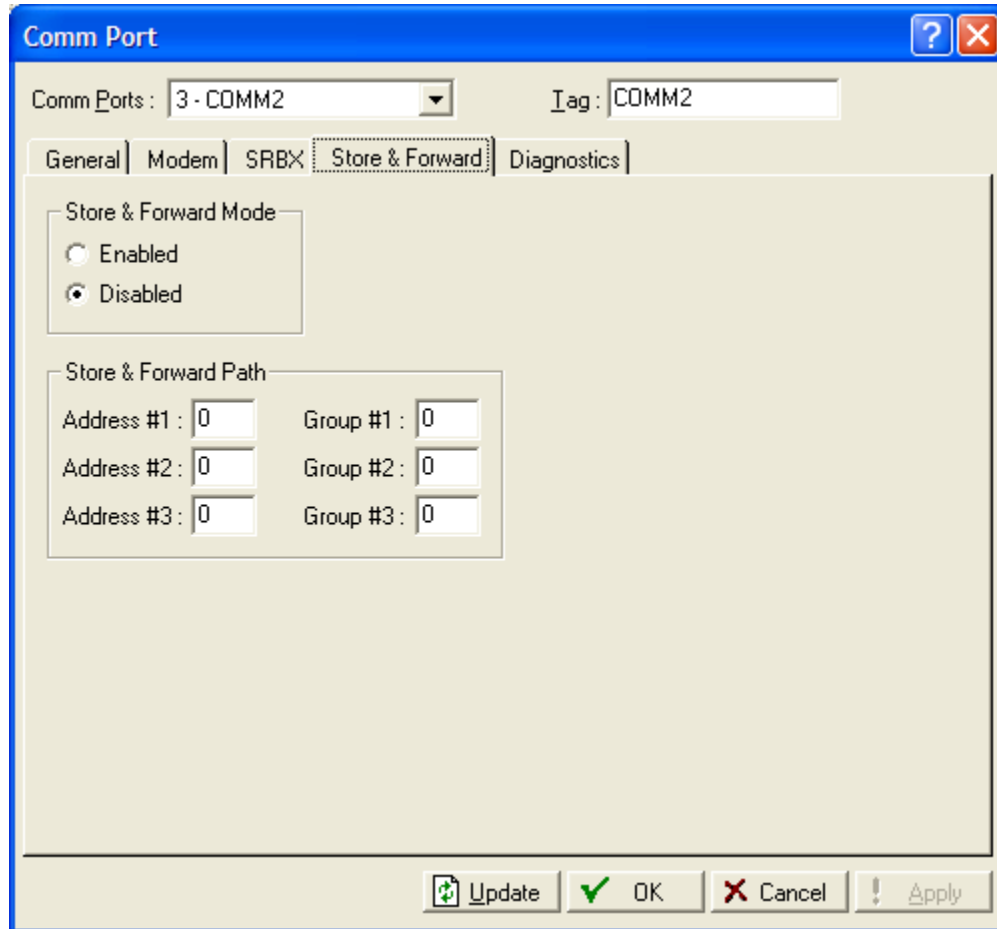 Comm Port
Comm Ports : 3 - COMM2 Tag : COMM2
General Modem SRBX Store & Forward Diagnostics
Store & Forward Mode
Enabled
Disabled
Store & Forward Path
Address #1 : 0 Group #1 : 0
Address #2 : 0 Group #2 : 0
Address #3 : 0 Group #3 : 0
Update OK Cancel Apply